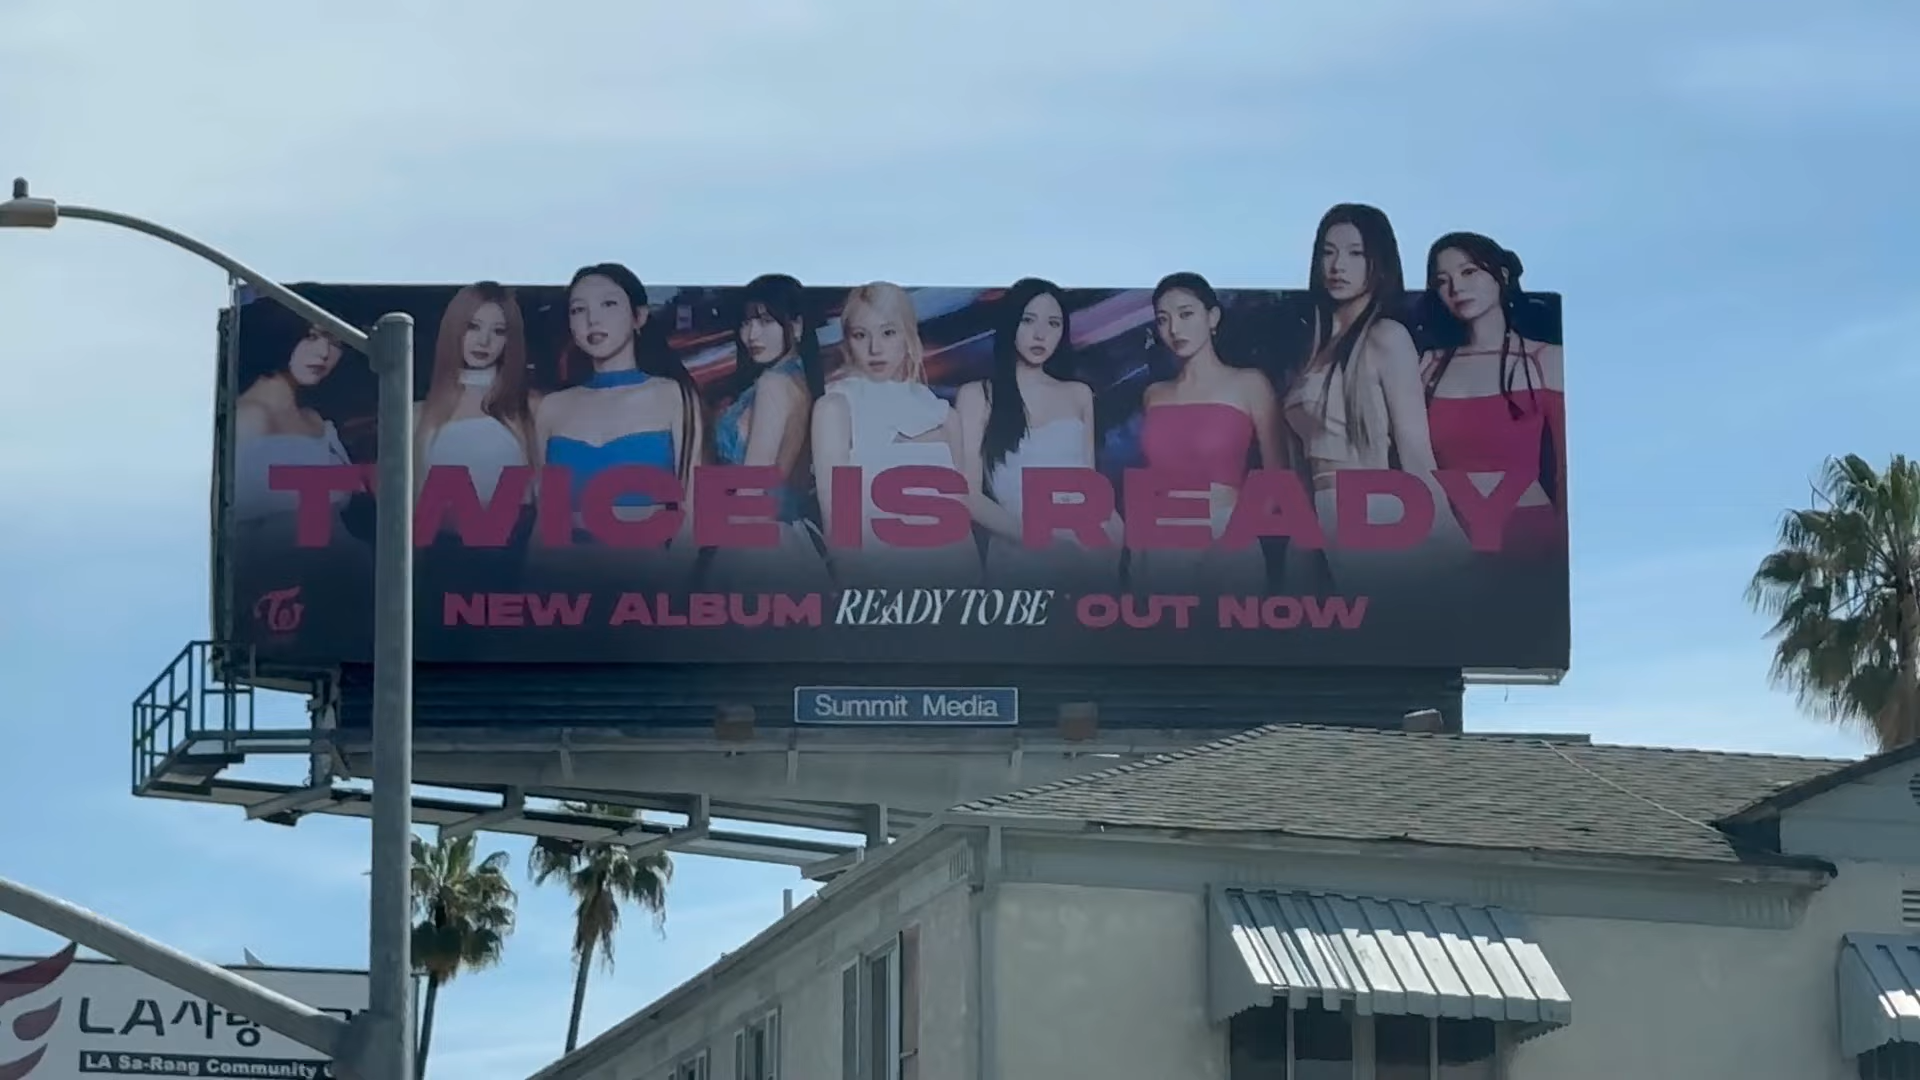 TWICE IS READY
NEW ALBUM READY TO BE OUT NOW
Summit Media
LA사랑
LA Sa-Rang Community